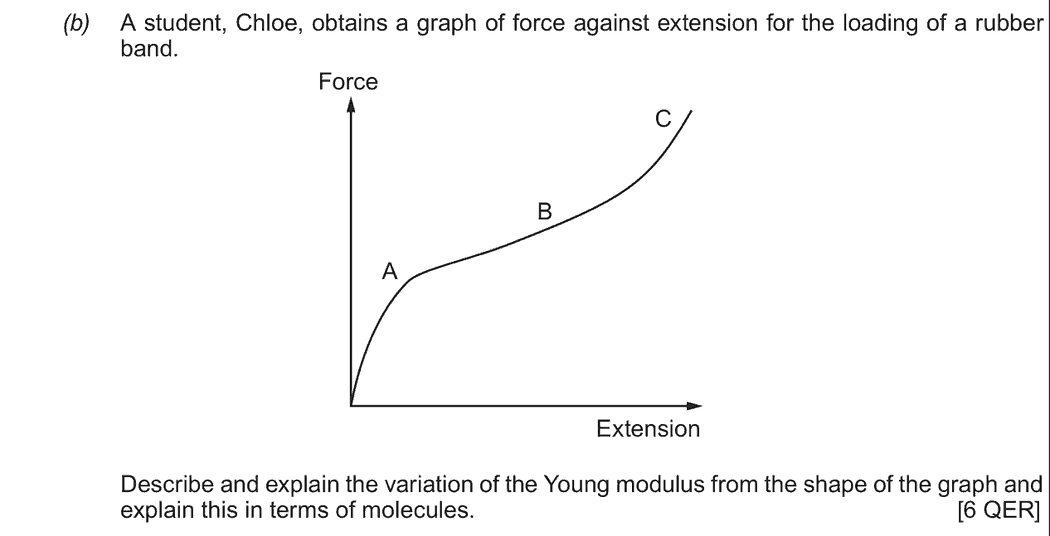 (b) A student, Chloe, obtains a graph of force against extension for the loading of a rubber
band.
Force
C
B
A
Extension
Describe and explain the variation of the Young modulus from the shape of the graph and
explain this in terms of molecules. [6 QER]